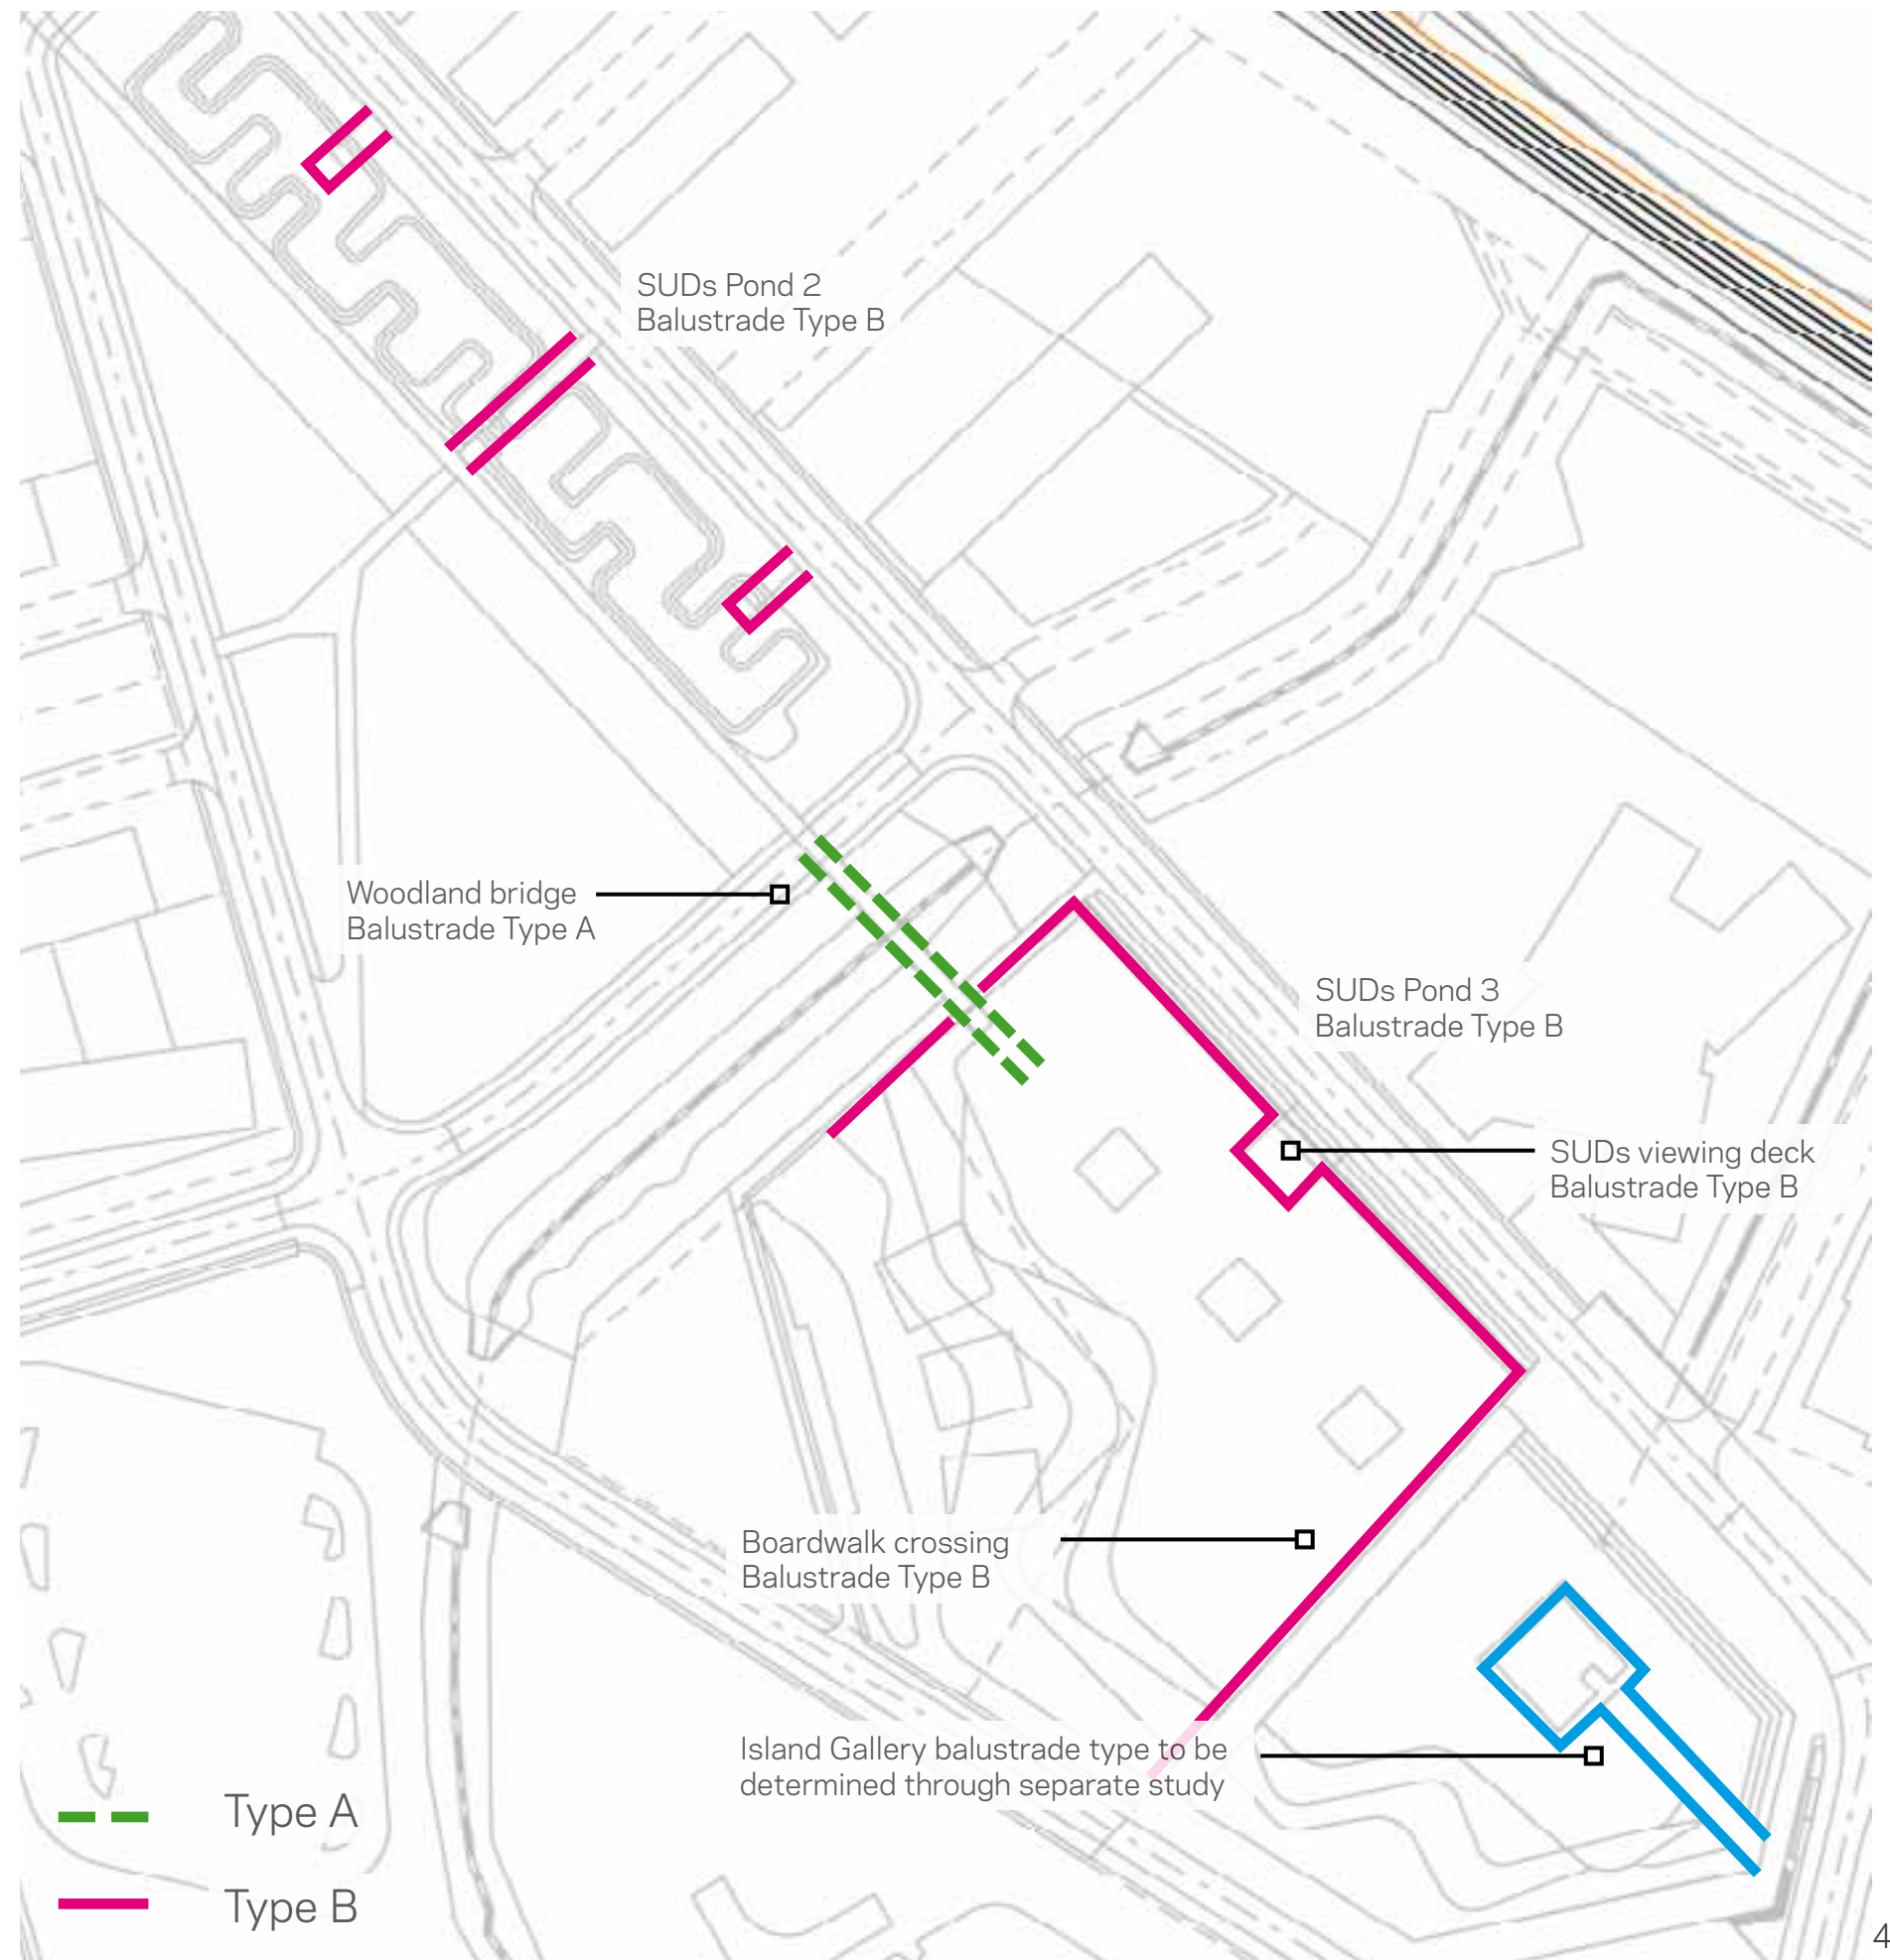 SUDs Pond 2
Balustrade Type B
Woodland bridge
Balustrade Type A
SUDs Pond 3
Balustrade Type B
SUDs viewing deck
Balustrade Type B
Boardwalk crossing
Balustrade Type B
Island Gallery balustrade type to be
determined through separate study
Type A
Type B
4